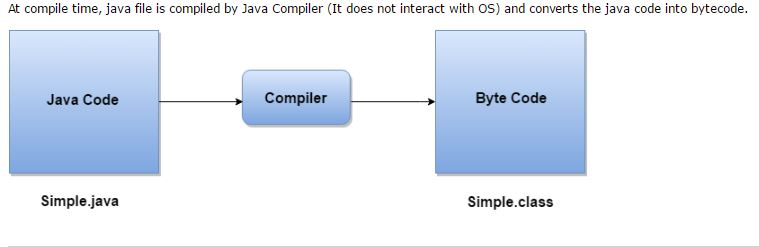 At compile time, java file is compiled by Java Compiler (It does not interact with OS) and converts the java code into bytecode.
Java Code
Compiler
Byte Code
Simple.java
Simple.class